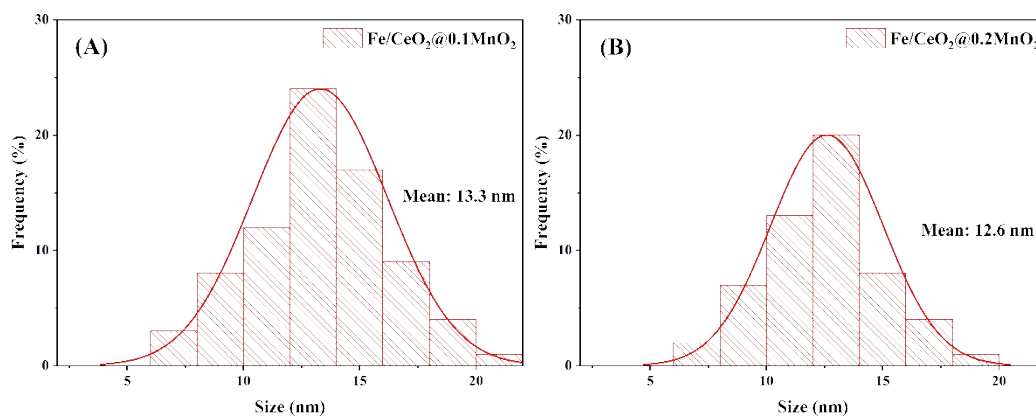 (A)
Fe/CeO₂@0.1MnO₂
Mean: 13.3 nm
Frequency (%)
30
20
10
0
5
10
15
20
Size (nm)
(B)
Fe/CeO₂@0.2MnO₂
Mean: 12.6 nm
Frequency (%)
30
20
10
0
5
10
15
20
Size (nm)